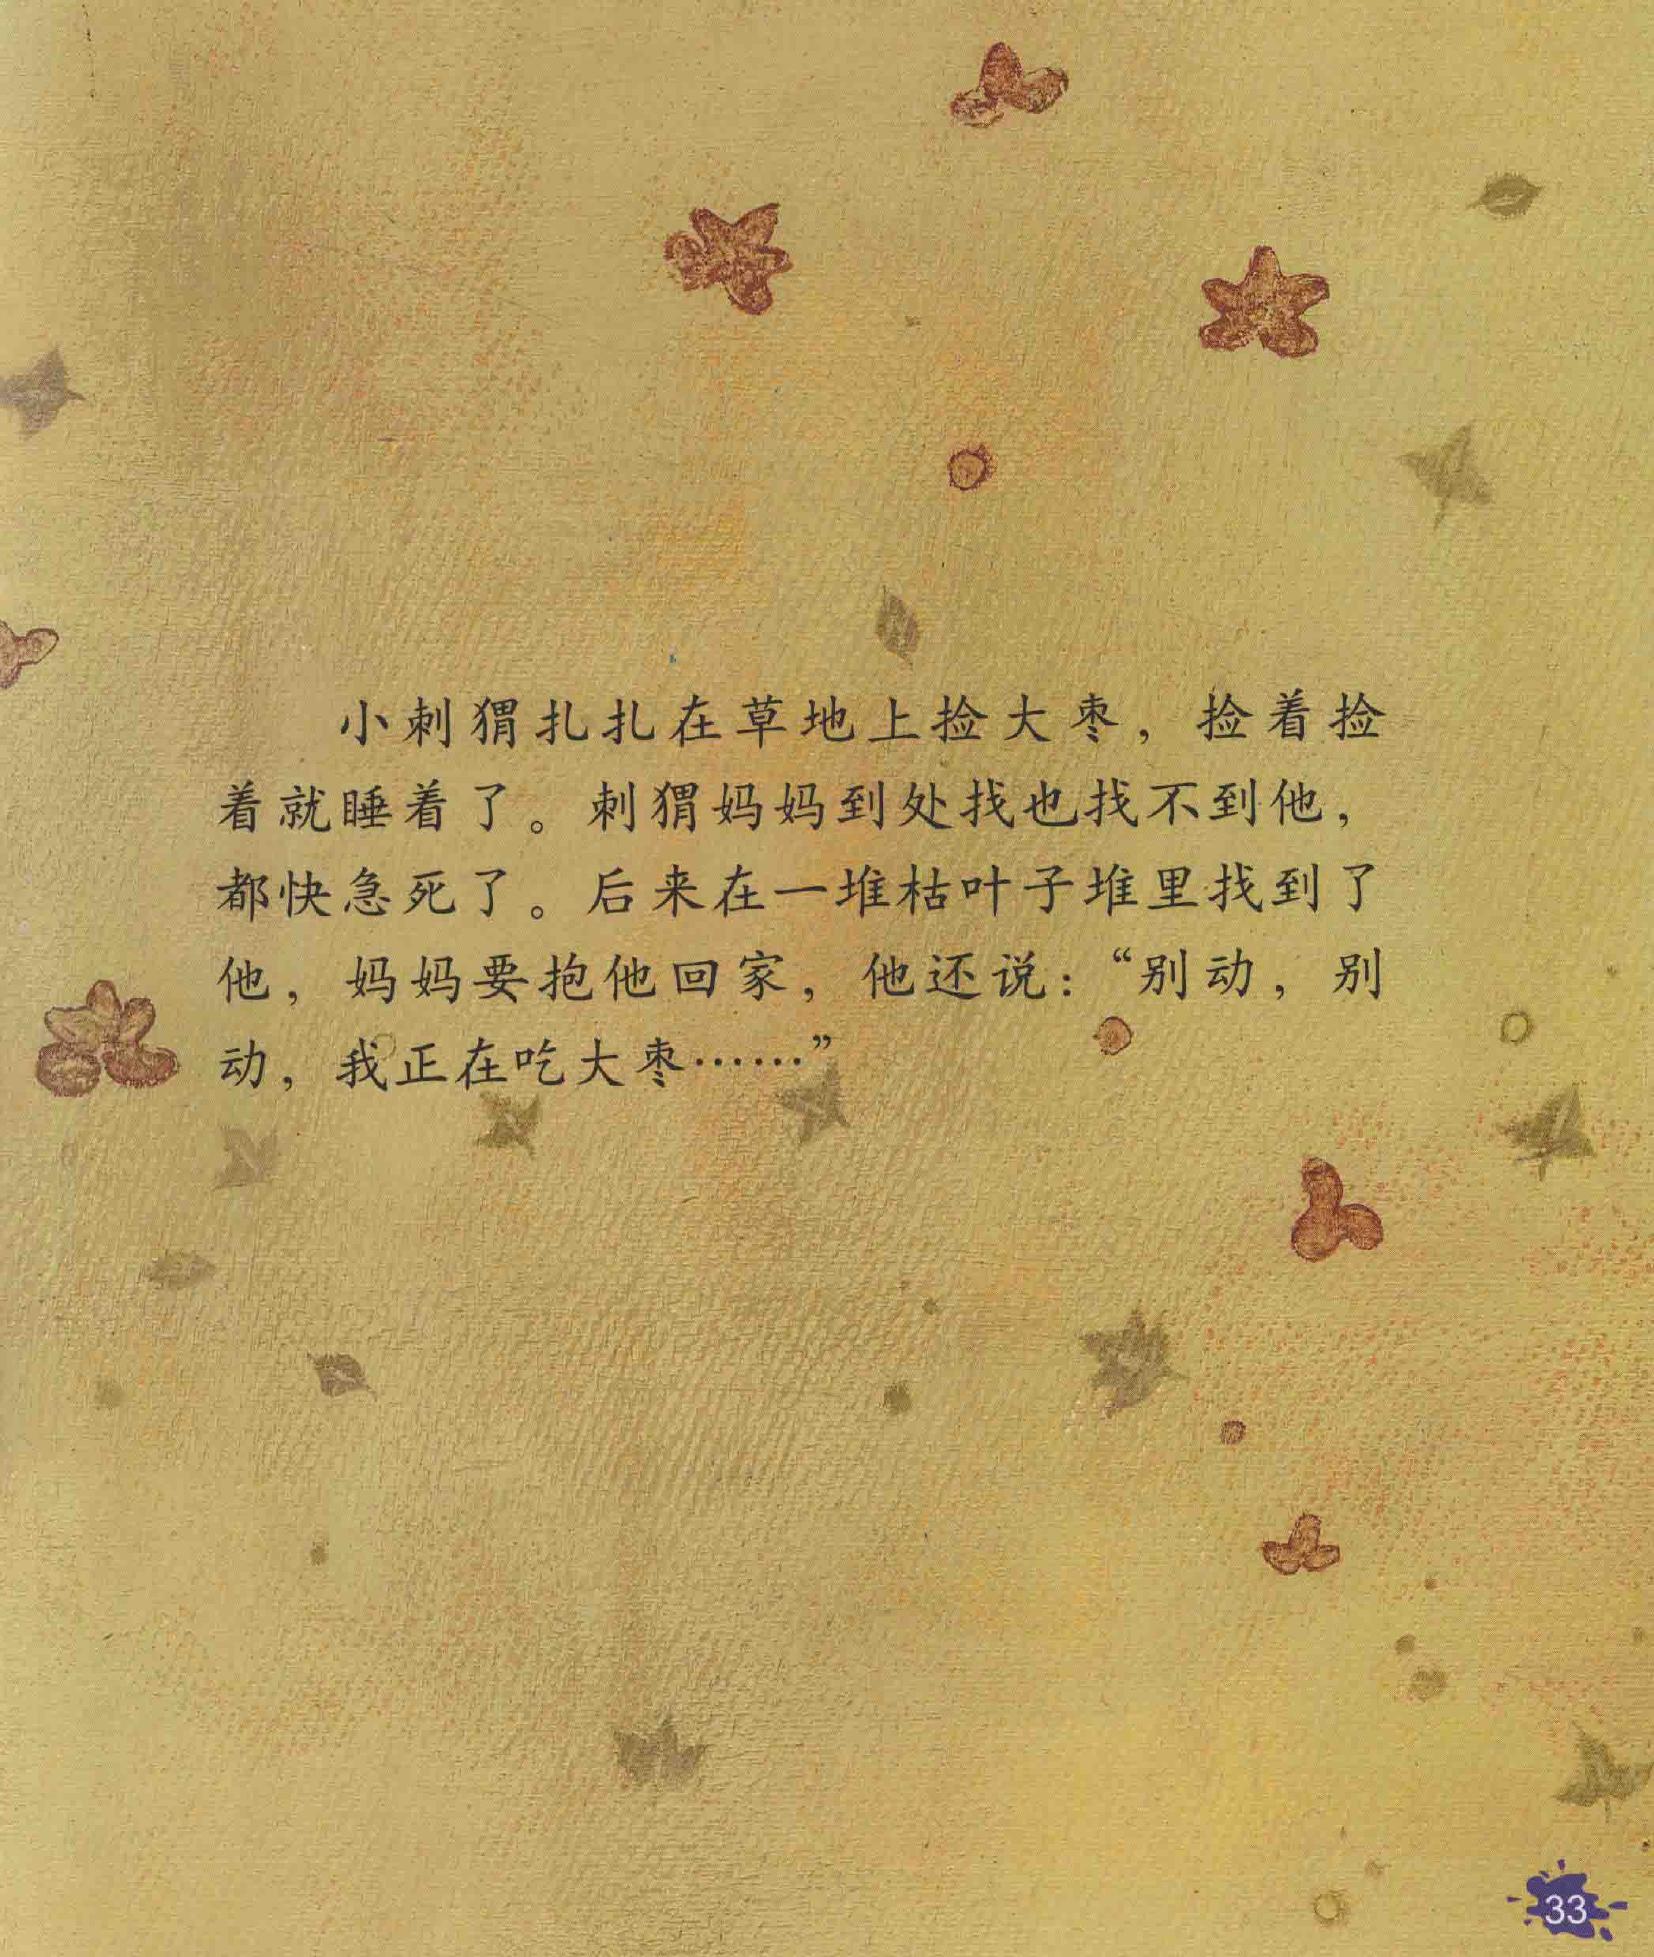 小刺猬扎扎在草地上捡大枣，捡着捡
着就睡着了。刺猬妈妈到处找也找不到他，
都快急死了。后来在一堆枯叶子堆里找到了
他，妈妈要抱他回家，他还说：“别动，别
动，我正在吃大枣……”
33